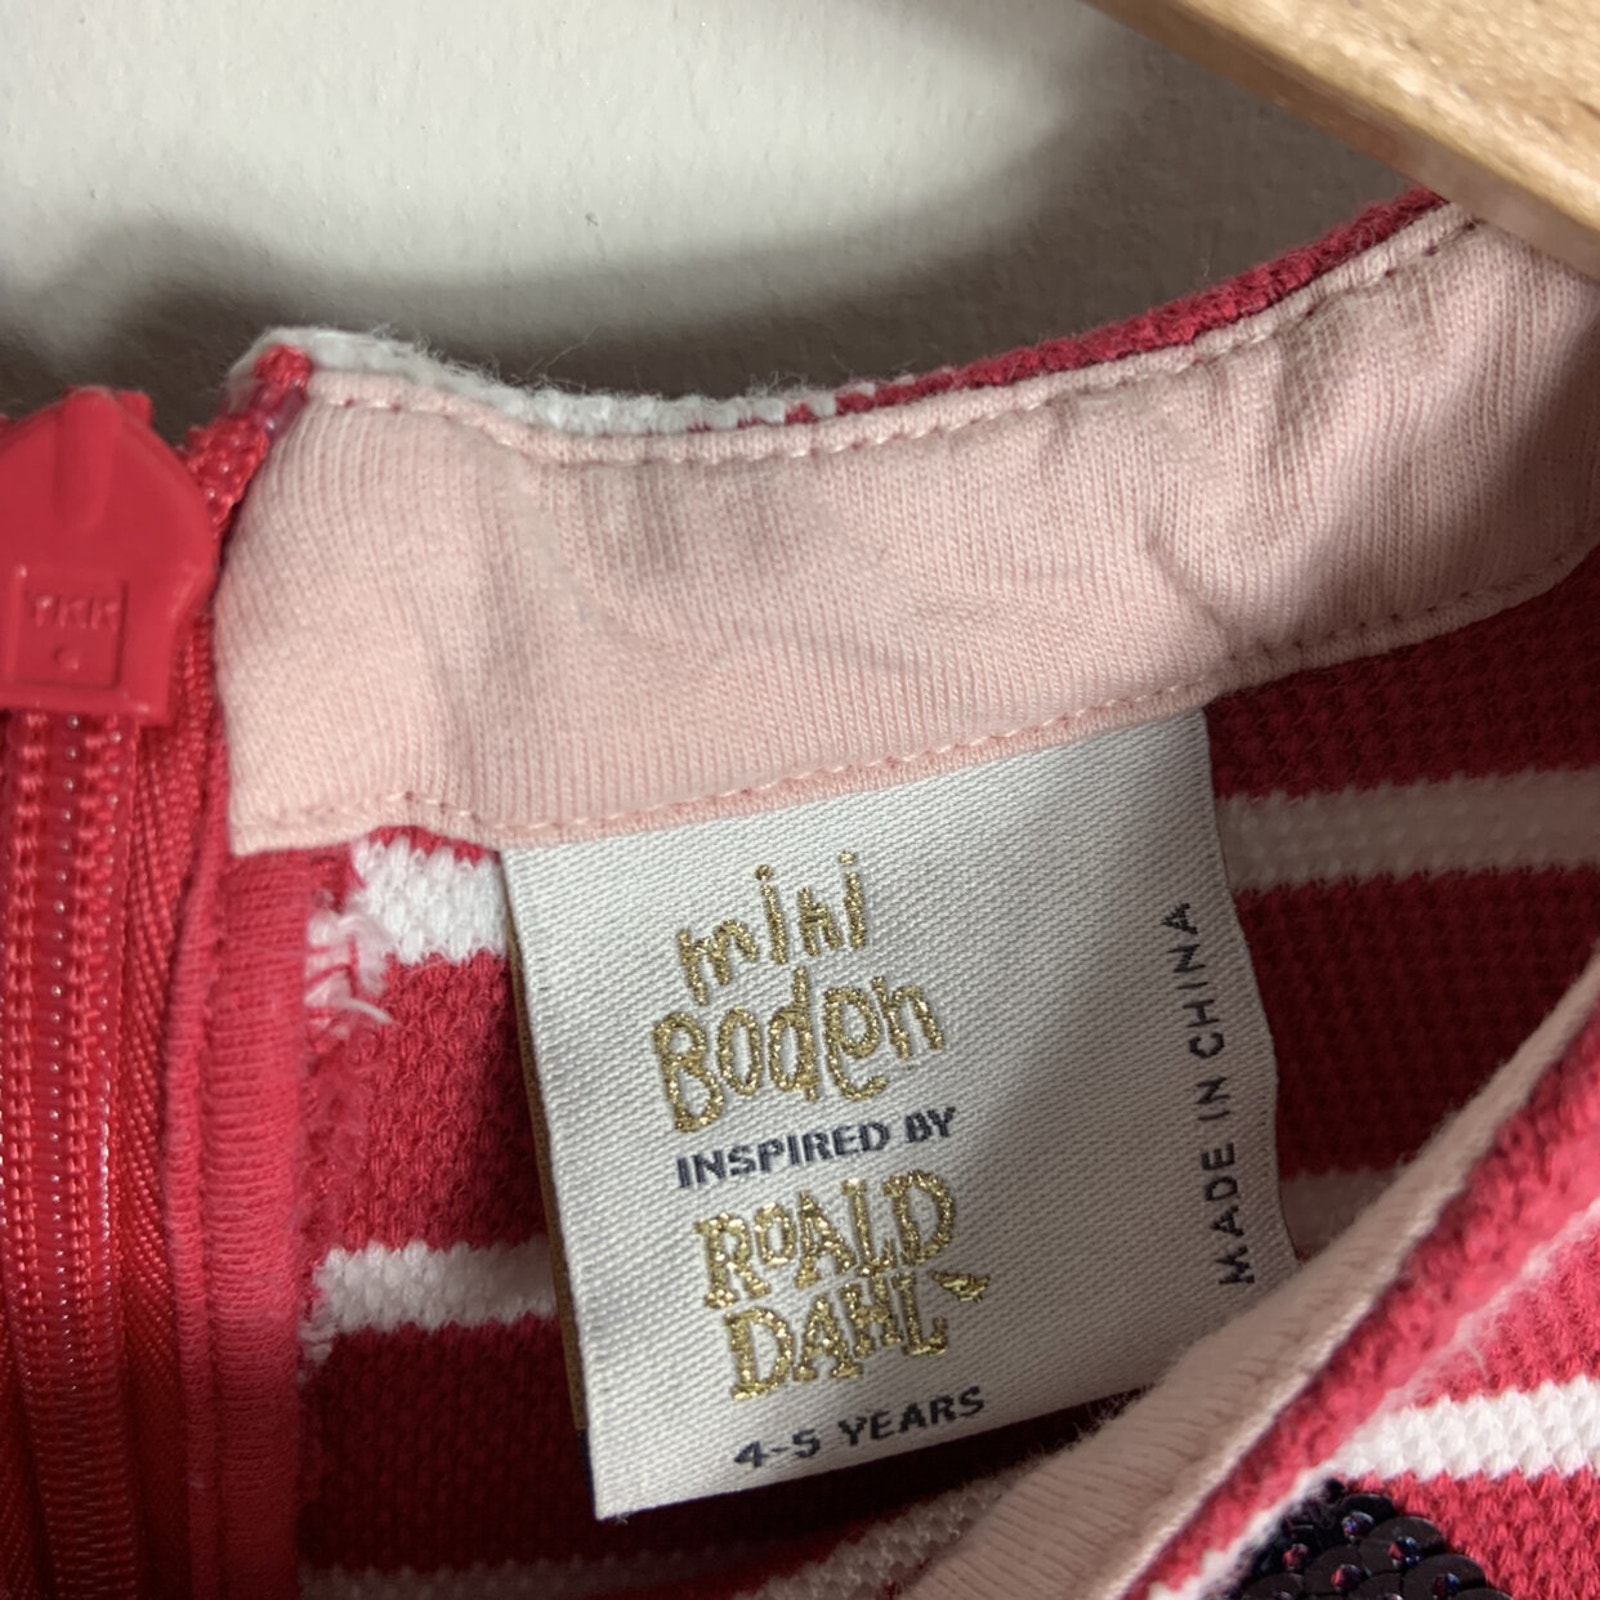 mini
Boden
INSPIRED BY
ROALD
DAHL
4-5 YEARS
MADE IN CHINA
YKK